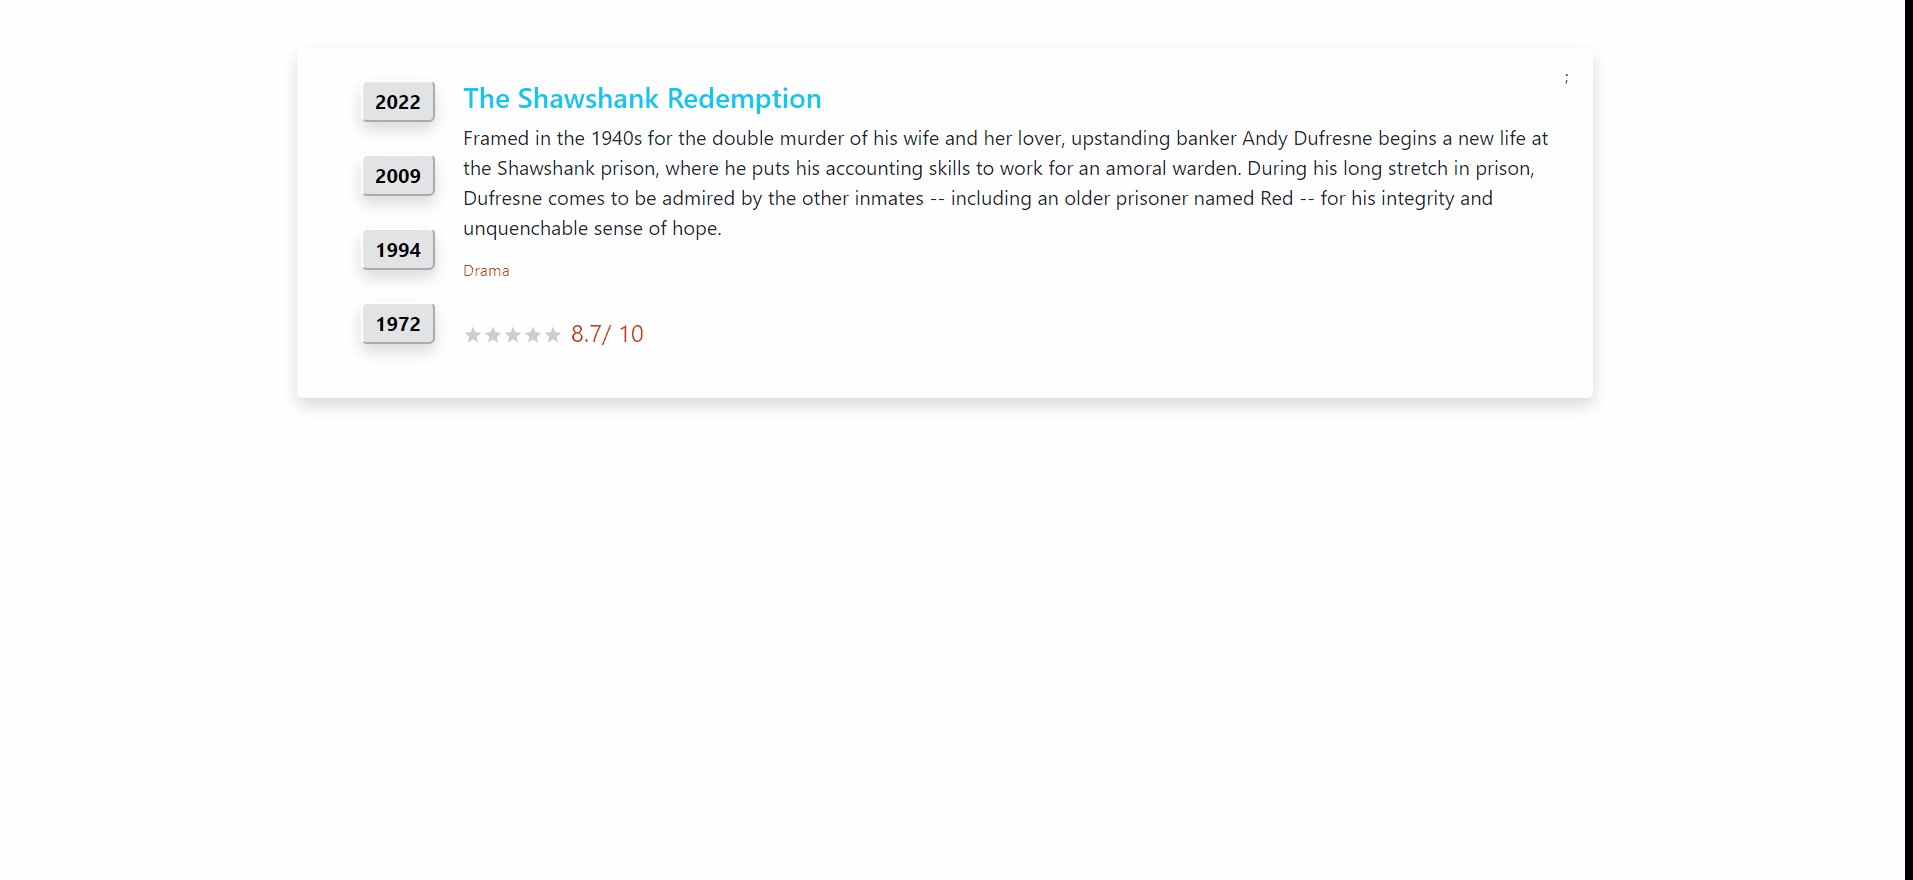 2022
2009
1994
1972
The Shawshank Redemption
Framed in the 1940s for the double murder of his wife and her lover, upstanding banker Andy Dufresne begins a new life at
the Shawshank prison, where he puts his accounting skills to work for an amoral warden. During his long stretch in prison,
Dufresne comes to be admired by the other inmates -- including an older prisoner named Red -- for his integrity and
unquenchable sense of hope.
Drama
8.7/ 10
;